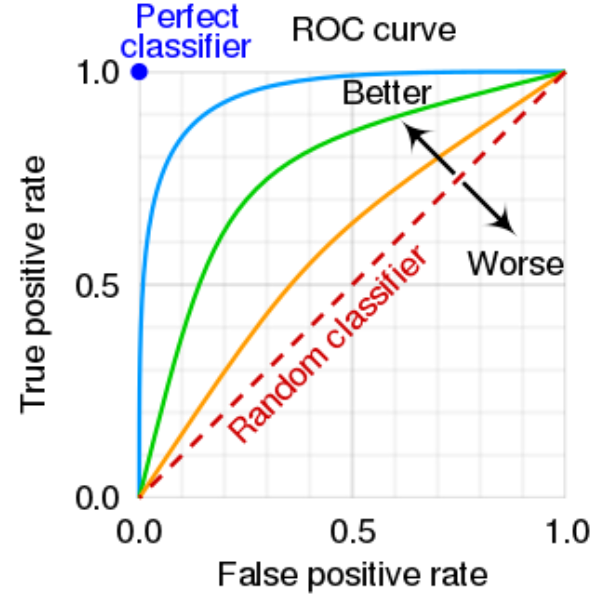 Perfect
classifier
ROC curve
1.0
Better
True positive rate
0.5
Worse
Random classifier
0.0
0.0
0.5
1.0
False positive rate